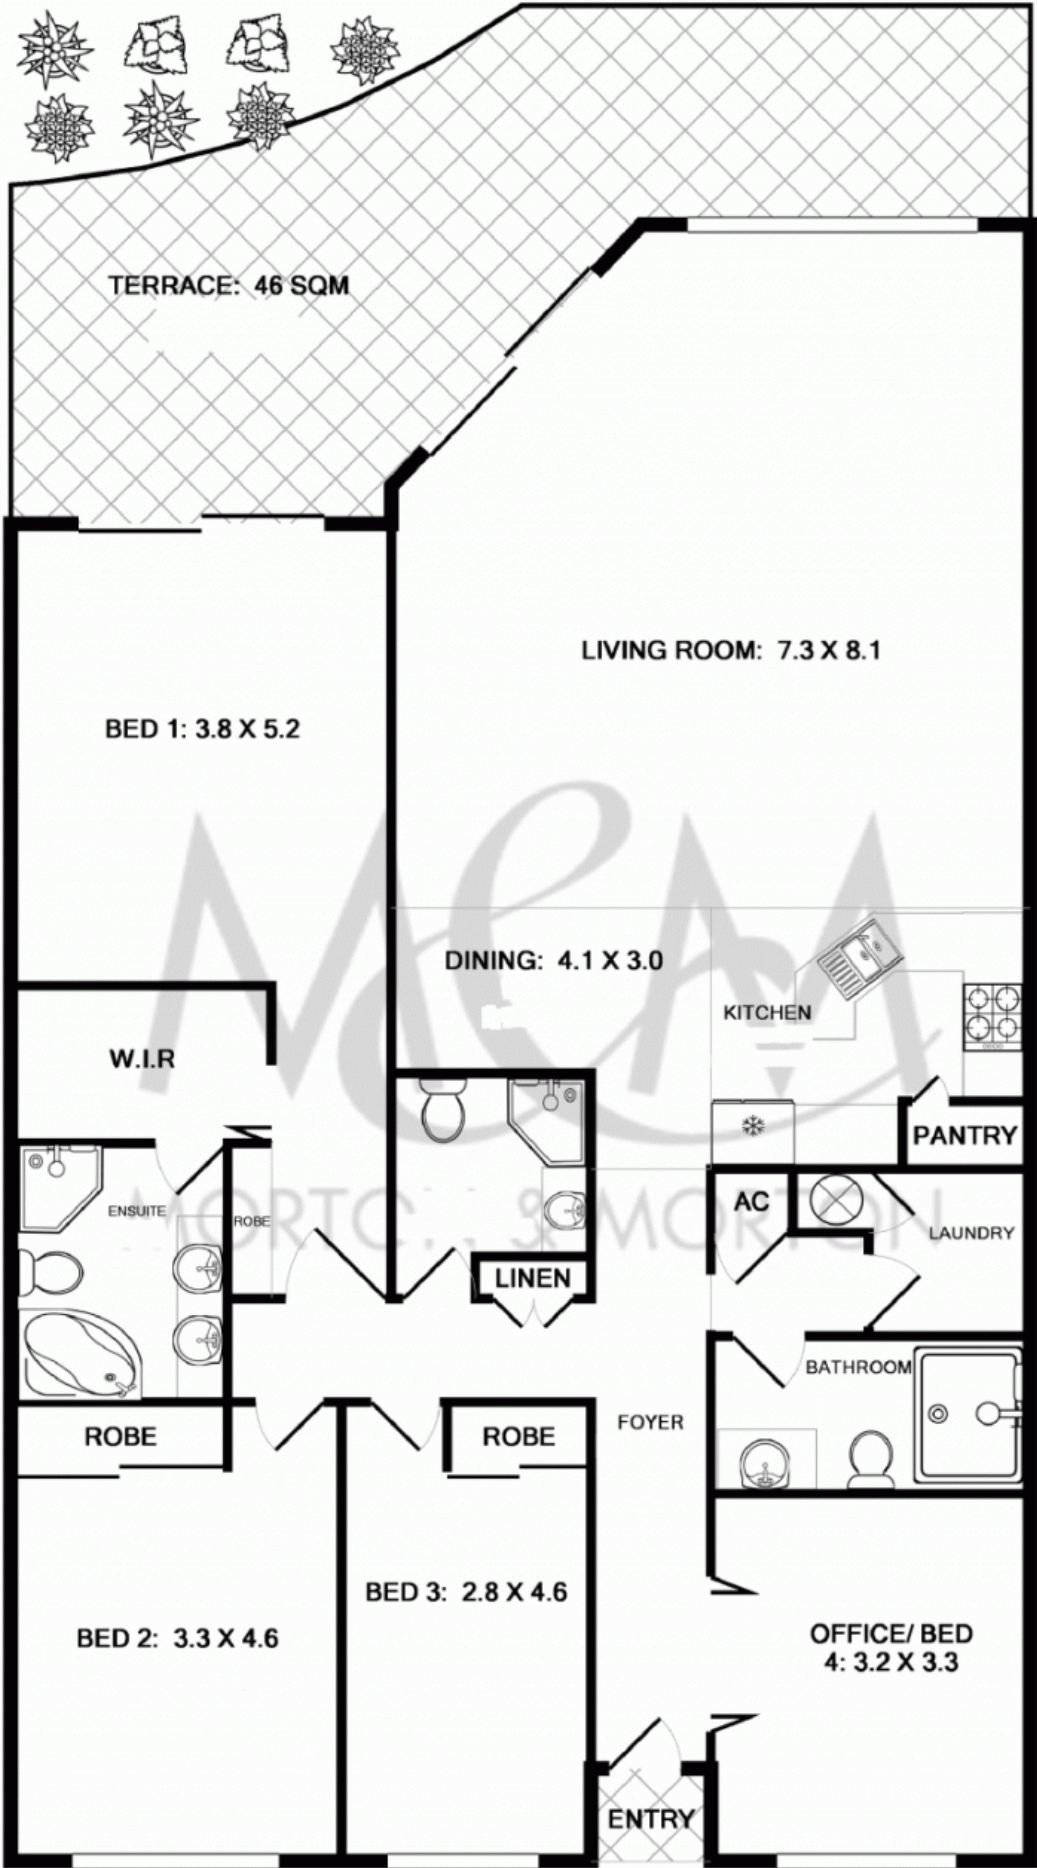 TERRACE: 46 SQM
LIVING ROOM: 7.3 X 8.1
BED 1: 3.8 X 5.2
DINING: 4.1 X 3.0
KITCHEN
W.I.R
PANTRY
AC
ENSUITE
ROBE
LAUNDRY
LINEN
BATHROOM
ROBE
ROBE
FOYER
BED 3: 2.8 X 4.6
BED 2: 3.3 X 4.6
OFFICE/ BED
4: 3.2 X 3.3
ENTRY
M&M
MORTON & MORTON